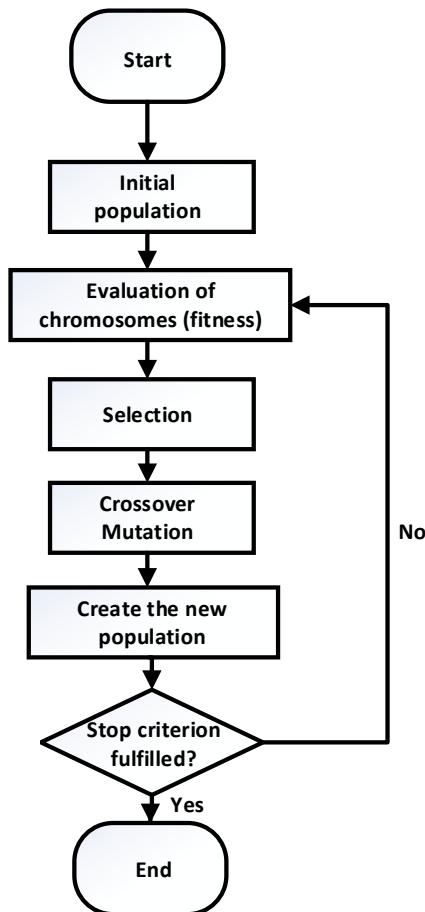 Start
Initial
population
Evaluation of
chromosomes (fitness)
Selection
Crossover
Mutation
No
Create the new
population
Stop criterion
fulfilled?
Yes
End